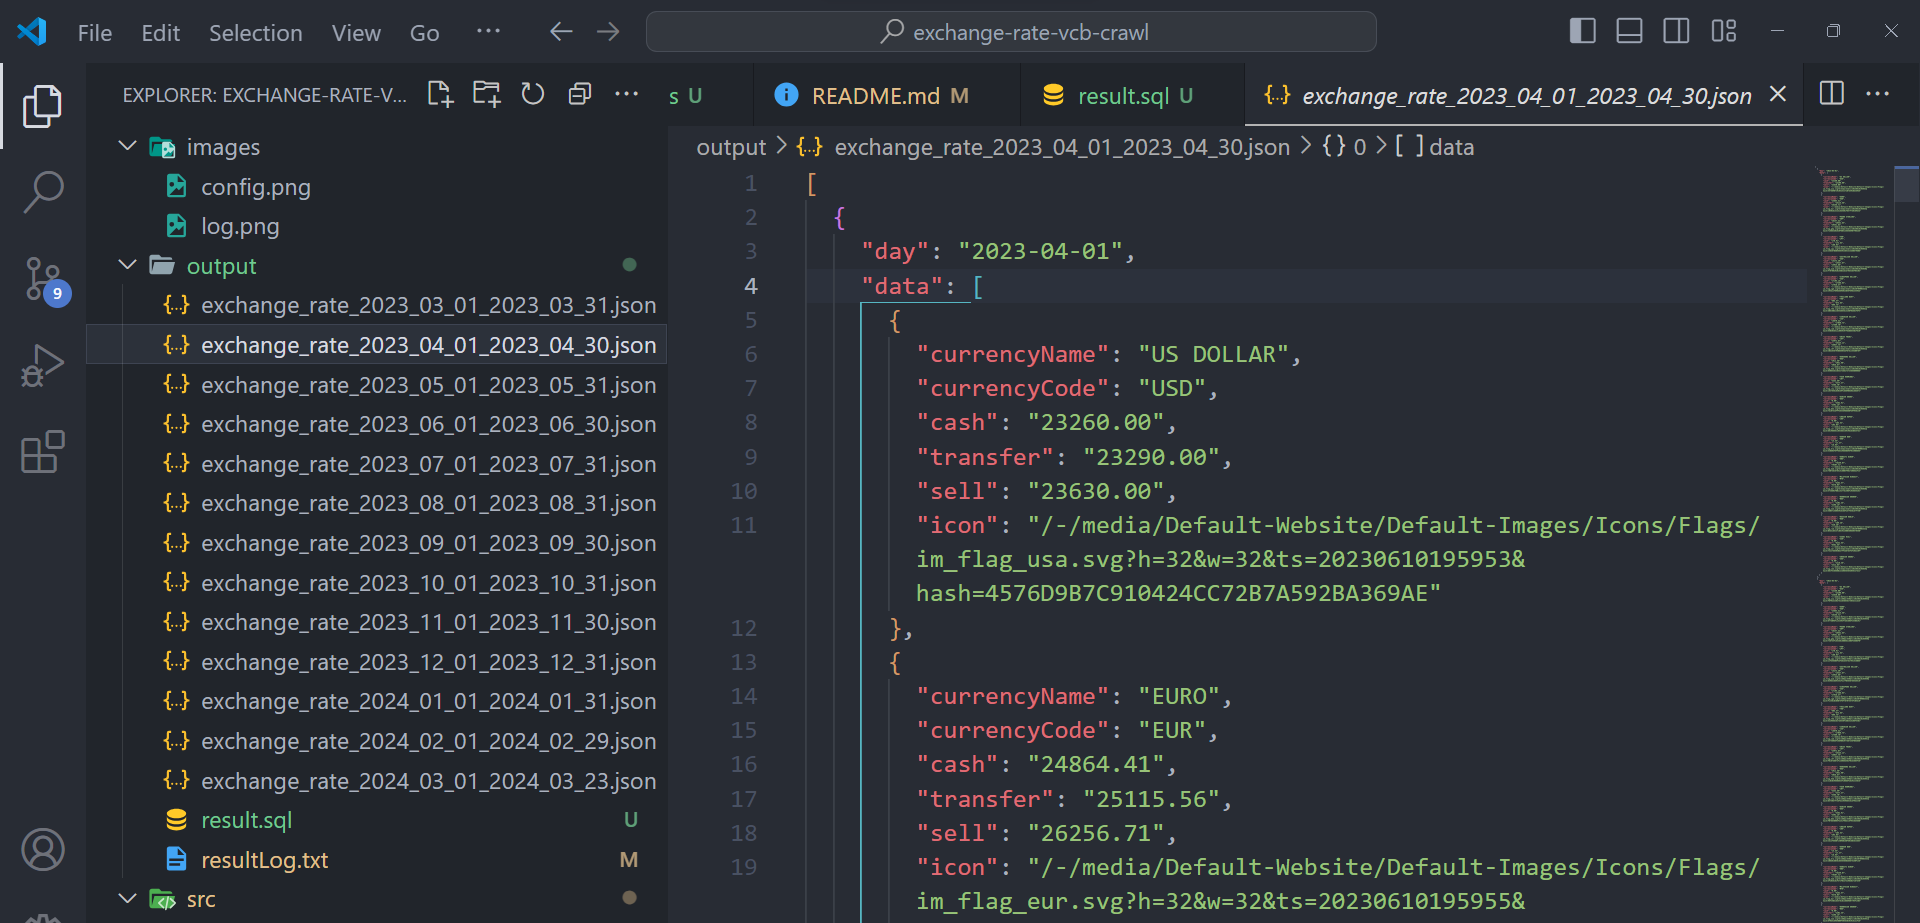 File Edit Selection View Go ···
exchange-rate-vcb-crawl
EXPLORER: EXCHANGE-RATE-V...
images
config.png
log.png
output
exchange_rate_2023_03_01_2023_03_31.json
exchange_rate_2023_04_01_2023_04_30.json
exchange_rate_2023_05_01_2023_05_31.json
exchange_rate_2023_06_01_2023_06_30.json
exchange_rate_2023_07_01_2023_07_31.json
exchange_rate_2023_08_01_2023_08_31.json
exchange_rate_2023_09_01_2023_09_30.json
exchange_rate_2023_10_01_2023_10_31.json
exchange_rate_2023_11_01_2023_11_30.json
exchange_rate_2023_12_01_2023_12_31.json
exchange_rate_2024_01_01_2024_01_31.json
exchange_rate_2024_02_01_2024_02_29.json
exchange_rate_2024_03_01_2024_03_23.json
result.sql U
resultLog.txt M
src
9
s U README.md M result.sql U {..} exchange_rate_2023_04_01_2023_04_30.json
output > {..} exchange_rate_2023_04_01_2023_04_30.json > {} 0 > [ ] data
1 [
2 {
3 "day": "2023-04-01",
4 "data": [
5 {
6 "currencyName": "US DOLLAR",
7 "currencyCode": "USD",
8 "cash": "23260.00",
9 "transfer": "23290.00",
10 "sell": "23630.00",
11 "icon": "/-/media/Default-Website/Default-Images/Icons/Flags/
im_flag_usa.svg?h=32&w=32&ts=20230610195953&
hash=4576D9B7C910424CC72B7A592BA369AE"
12 },
13 {
14 "currencyName": "EURO",
15 "currencyCode": "EUR",
16 "cash": "24864.41",
17 "transfer": "25115.56",
18 "sell": "26256.71",
19 "icon": "/-/media/Default-Website/Default-Images/Icons/Flags/
im_flag_eur.svg?h=32&w=32&ts=20230610195955&